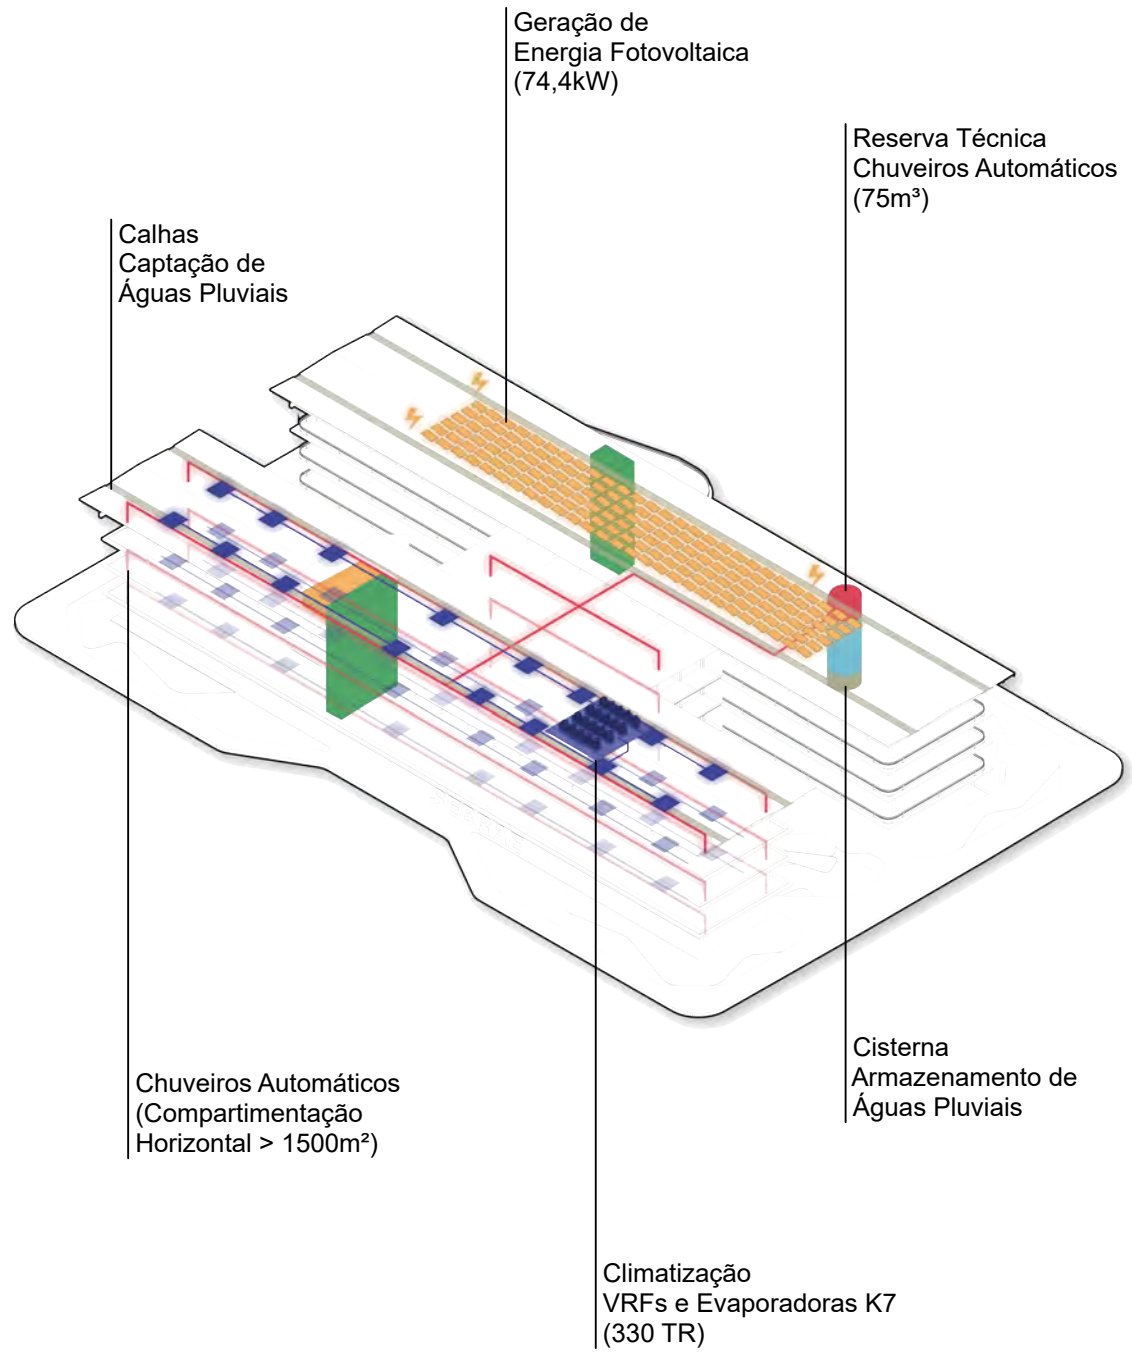 Geração de
Energia Fotovoltaica
(74,4kW)
Reserva Técnica
Chuveiros Automáticos
(75m³)
Calhas
Captação de
Águas Pluviais
Cisterna
Armazenamento de
Águas Pluviais
Chuveiros Automáticos
(Compartimentação
Horizontal > 1500m²)
Climatização
VRFs e Evaporadoras K7
(330 TR)